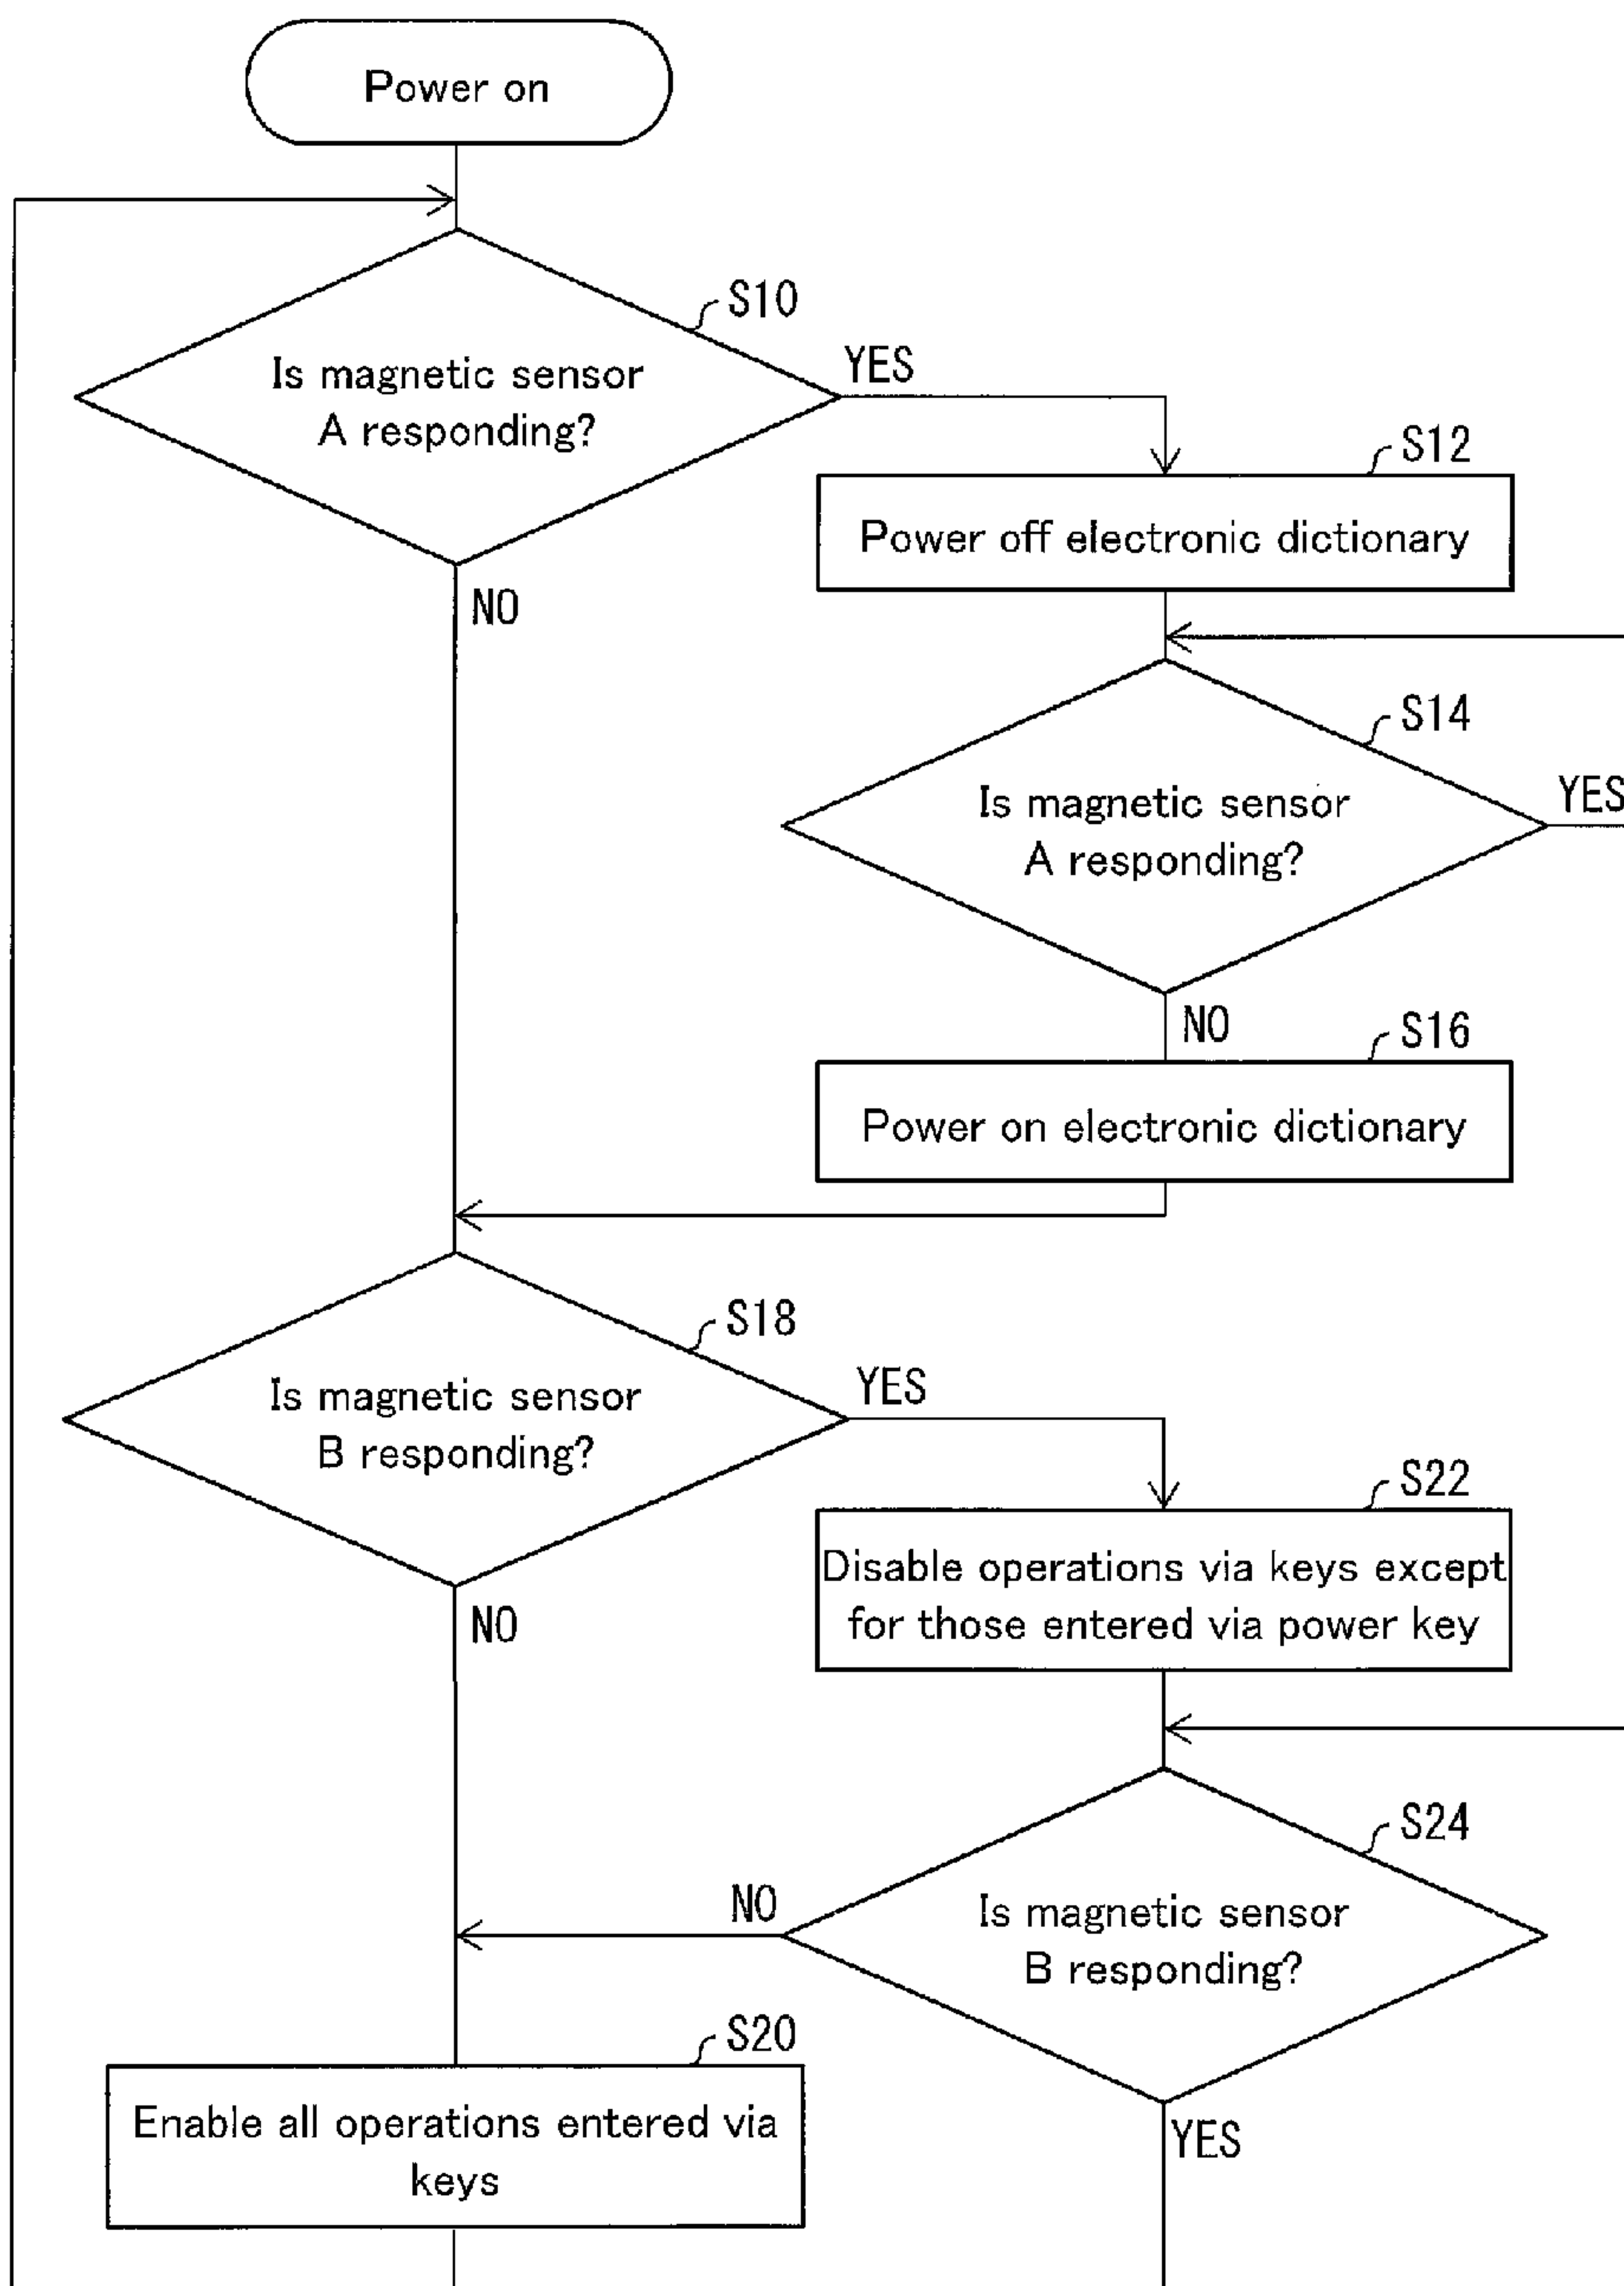 Power on
S10
Is magnetic sensor
A responding?
YES
NO
S12
Power off electronic dictionary
S14
Is magnetic sensor
A responding?
YES
NO
S16
Power on electronic dictionary
S18
Is magnetic sensor
B responding?
YES
NO
S22
Disable operations via keys except
for those entered via power key
S24
Is magnetic sensor
B responding?
NO
YES
S20
Enable all operations entered via
keys